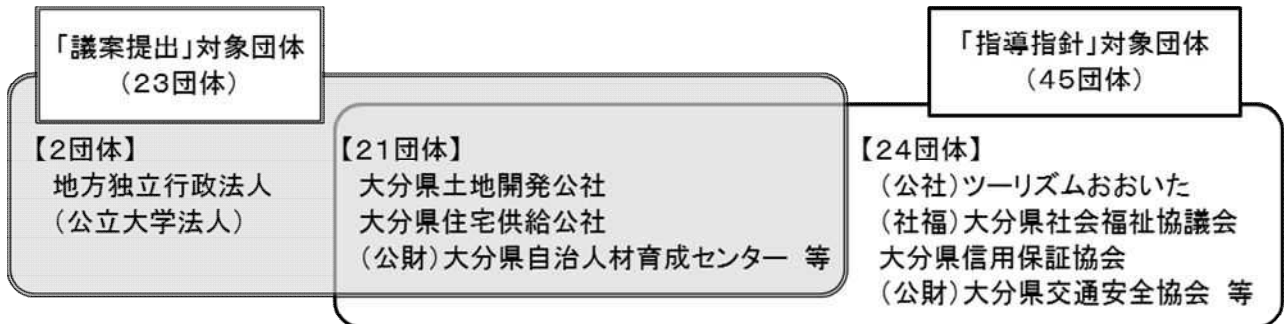 「議案提出」対象団体
（23団体）
「指導指針」対象団体
（45団体）
【2団体】
地方独立行政法人
（公立大学法人）
【21団体】
大分県土地開発公社
大分県住宅供給公社
（公財）大分県自治人材育成センター 等
【24団体】
（公社）ツーリズムおおいた
（社福）大分県社会福祉協議会
大分県信用保証協会
（公財）大分県交通安全協会 等